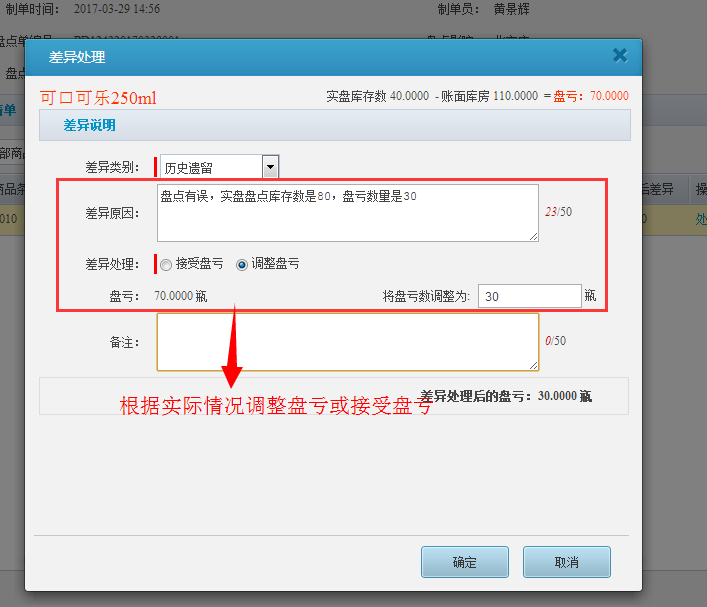 制单时间： 2017-03-29 14:56 制单员： 黄景辉
差异处理
可口可乐250ml 实盘库存数 40.0000 - 账面库房 110.0000 = 盘亏：70.0000
差异说明
差异类别： 历史遗留
差异原因： 盘点有误，实盘盘点库存数是80，盘亏数量是30 23/50
差异处理： 接受盘亏 调整盘亏
盘亏： 70.0000 瓶 将盘亏数调整为: 30 瓶
备注： 0/50
差异处理后的盘亏：30.0000 瓶
根据实际情况调整盘亏或接受盘亏
确定 取消